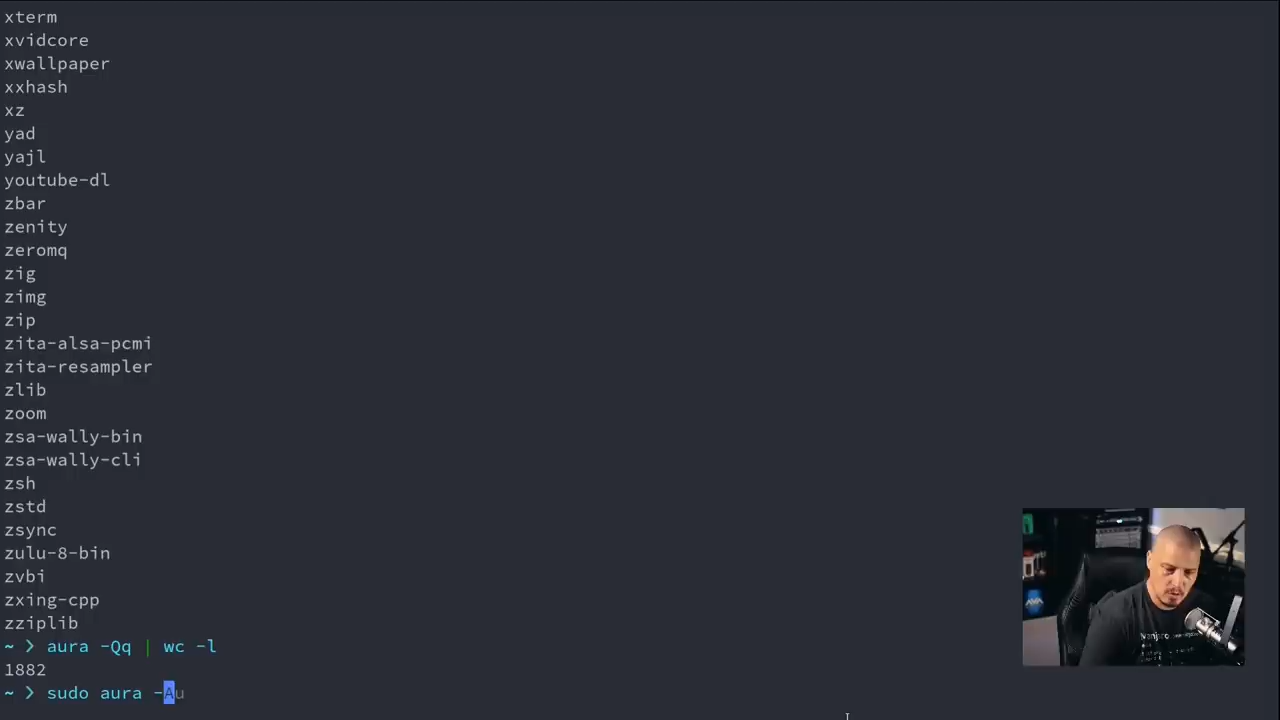 xterm
xvidcore
xwallpaper
xxhash
xz
yad
yajl
youtube-dl
zbar
zenity
zeromq
zig
zimg
zip
zita-alsa-pcmi
zita-resampler
zlib
zoom
zsa-wally-bin
zsa-wally-cli
zsh
zstd
zsync
zulu-8-bin
zvbi
zxing-cpp
zziplib
~ ❯ aura -Qq | wc -l
1882
~ ❯ sudo aura -Au